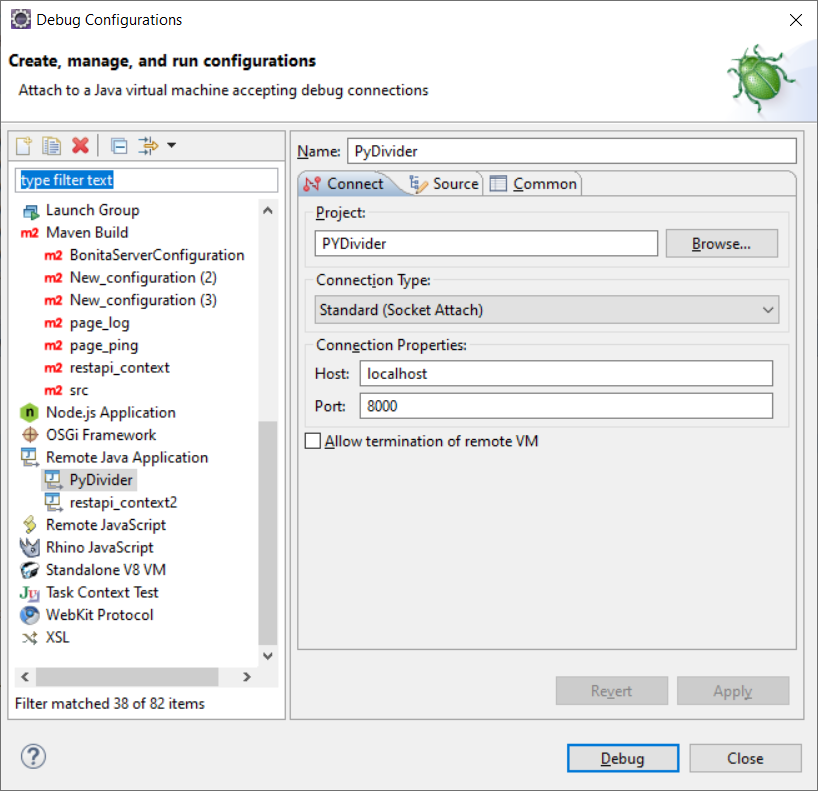 Debug Configurations
Create, manage, and run configurations
Attach to a Java virtual machine accepting debug connections
type filter text
Launch Group
m2 Maven Build
m2 BonitaServerConfiguration
m2 New_configuration (2)
m2 New_configuration (3)
m2 page_log
m2 page_ping
m2 restapi_context
m2 src
n Node.js Application
OSGi Framework
Remote Java Application
PyDivider
restapi_context2
Remote JavaScript
Rhino JavaScript
Standalone V8 VM
Ju Task Context Test
WebKit Protocol
XSL
Filter matched 38 of 82 items
Name: PyDivider
Connect Source Common
Project:
PYDivider Browse...
Connection Type:
Standard (Socket Attach)
Connection Properties:
Host: localhost
Port: 8000
Allow termination of remote VM
Revert Apply
? Debug Close